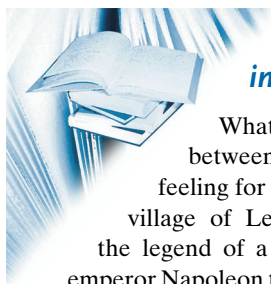 in
What
between
feeling for
village of Le
the legend of a
emperor Napoleon